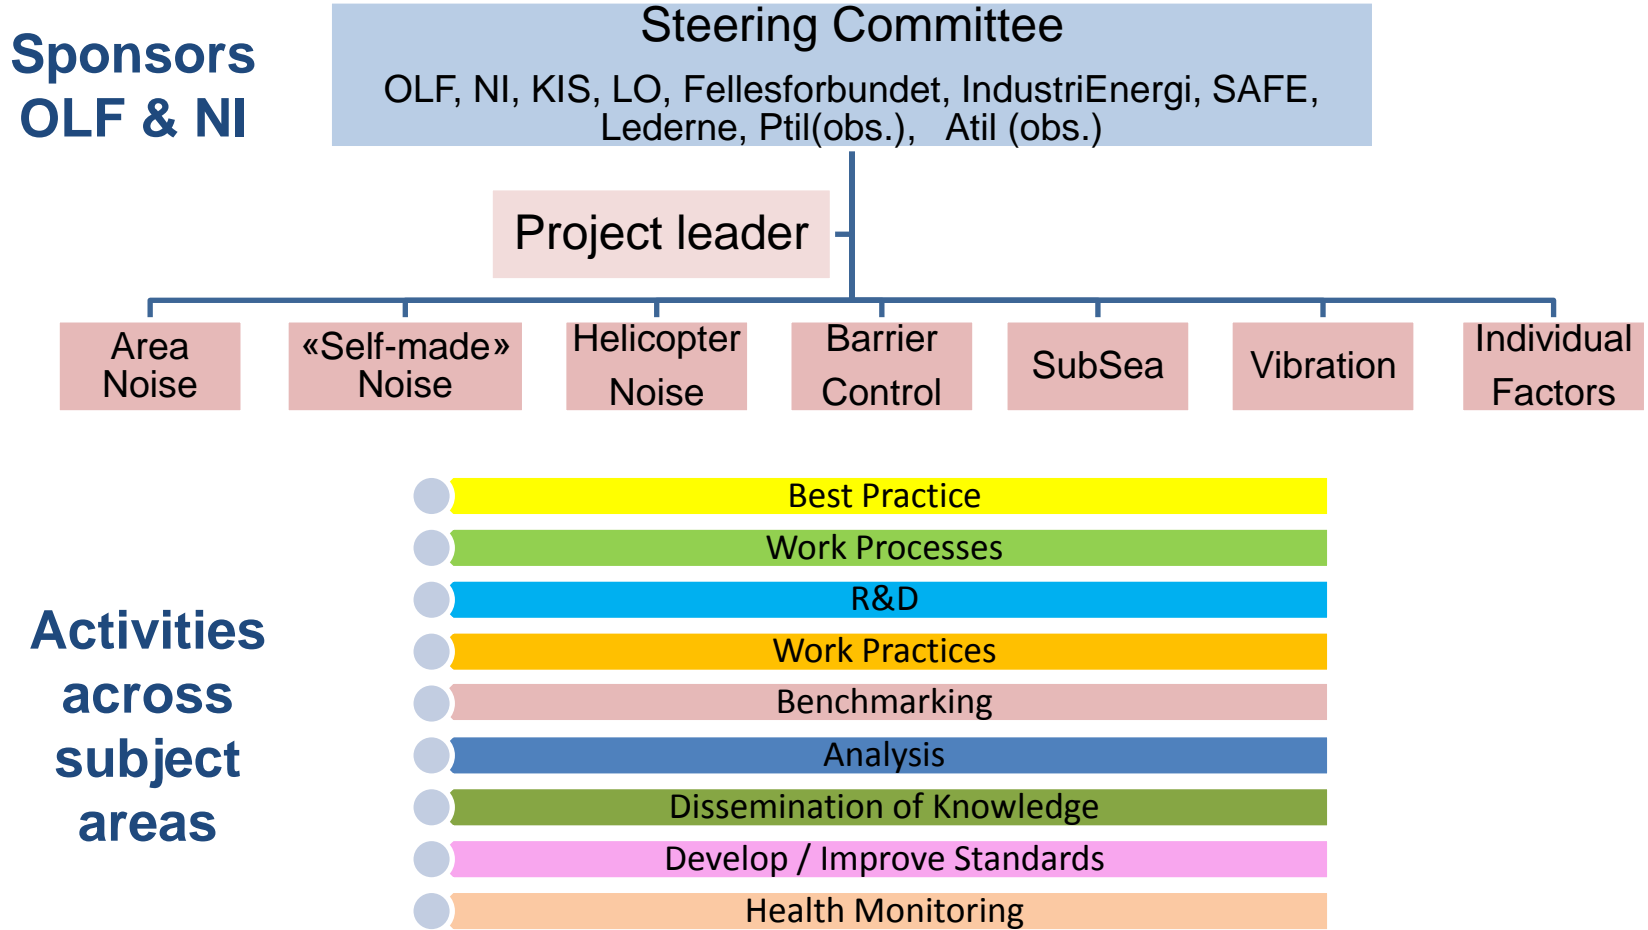 Sponsors
OLF & NI
Steering Committee
OLF, NI, KIS, LO, Fellesforbundet, IndustriEnergi, SAFE,
Lederne, Ptil(obs.), Atil (obs.)
Project leader
Area
Noise
«Self-made»
Noise
Helicopter
Noise
Barrier
Control
SubSea
Vibration
Individual
Factors
Activities
across
subject
areas
Best Practice
Work Processes
R&D
Work Practices
Benchmarking
Analysis
Dissemination of Knowledge
Develop / Improve Standards
Health Monitoring